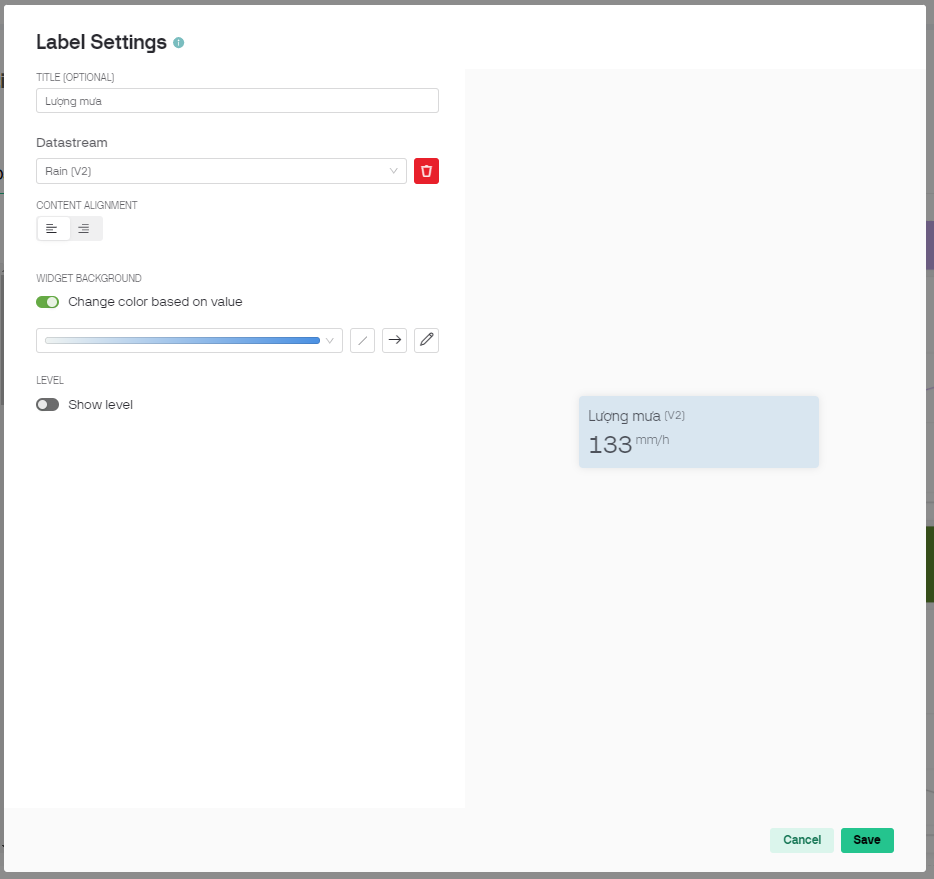 Label Settings
TITLE (OPTIONAL)
Lượng mưa
Datastream
Rain (V2)
CONTENT ALIGNMENT
WIDGET BACKGROUND
Change color based on value
LEVEL
Show level
Lượng mưa (V2)
133 mm/h
Cancel
Save